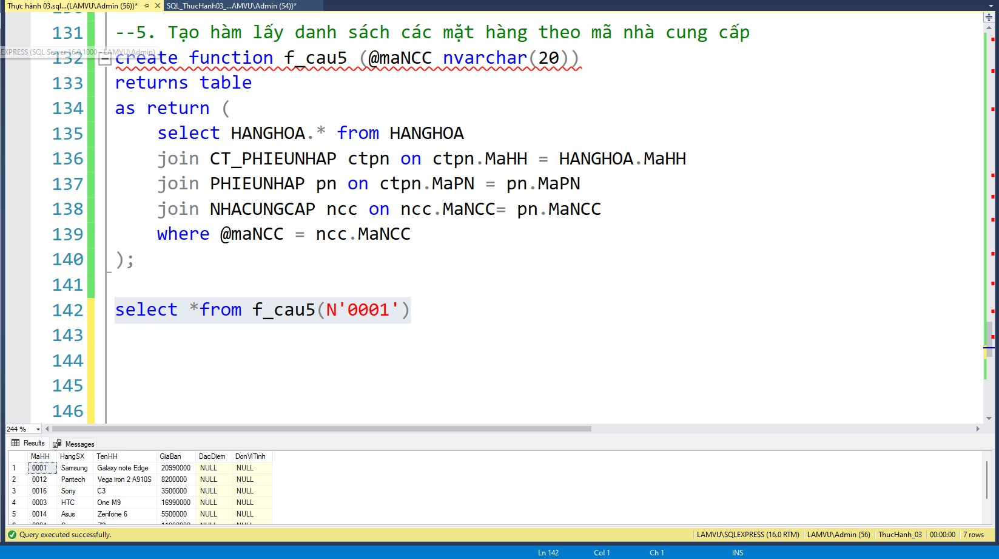 Thực hành 03.sql...(LAMVU\Admin (56))* SQL_ThucHanh03_...AMVU\Admin (54))*
131 --5. Tạo hàm lấy danh sách các mặt hàng theo mã nhà cung cấp
EXPRESS (SQL Server 16.0.1000 - LAMVU\Admin)
132 create function f_cau5 (@maNCC nvarchar(20))
133 returns table
134 as return (
135 select HANGHOA.* from HANGHOA
136 join CT_PHIEUNHAP ctpn on ctpn.MaHH = HANGHOA.MaHH
137 join PHIEUNHAP pn on ctpn.MaPN = pn.MaPN
138 join NHACUNGCAP ncc on ncc.MaNCC= pn.MaNCC
139 where @maNCC = ncc.MaNCC
140 );
141
142 select *from f_cau5(N'0001')
143
144
145
146
244 %
Results Messages
MaHH HangSX TenHH GiaBan DacDiem DonViTinh
1 0001 Samsung Galaxy note Edge 20990000 NULL NULL
2 0012 Pantech Vega iron 2 A910S 8200000 NULL NULL
3 0016 Sony C3 3500000 NULL NULL
4 0003 HTC One M9 16990000 NULL NULL
5 0014 Asus Zenfone 6 5500000 NULL NULL
Query executed successfully. LAMVU\SQLEXPRESS (16.0 RTM) LAMVU\Admin (56) ThucHanh_03 00:00:00 7 rows
Ln 142 Col 1 Ch 1 INS